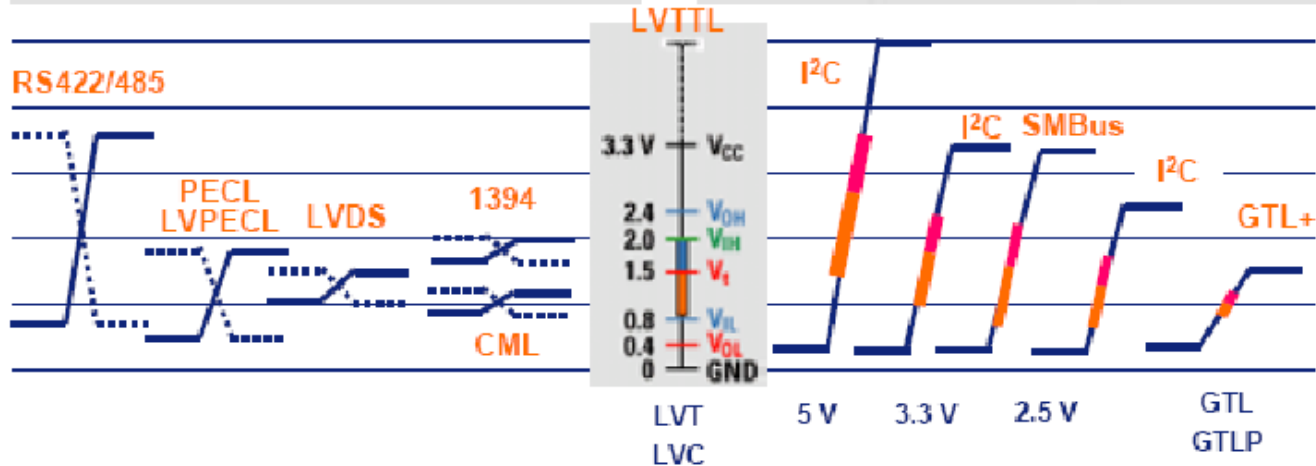 LVTTL
RS422/485
I²C
I²C SMBus
3.3 V V_CC
PECL
LVPECL
LVDS
1394
I²C
2.4 V_OH
2.0 V_IH
GTL+
1.5 V_t
0.8 V_IL
CML
0.4 V_OL
0 GND
LVT
LVC
5 V
3.3 V
2.5 V
GTL
GTLP